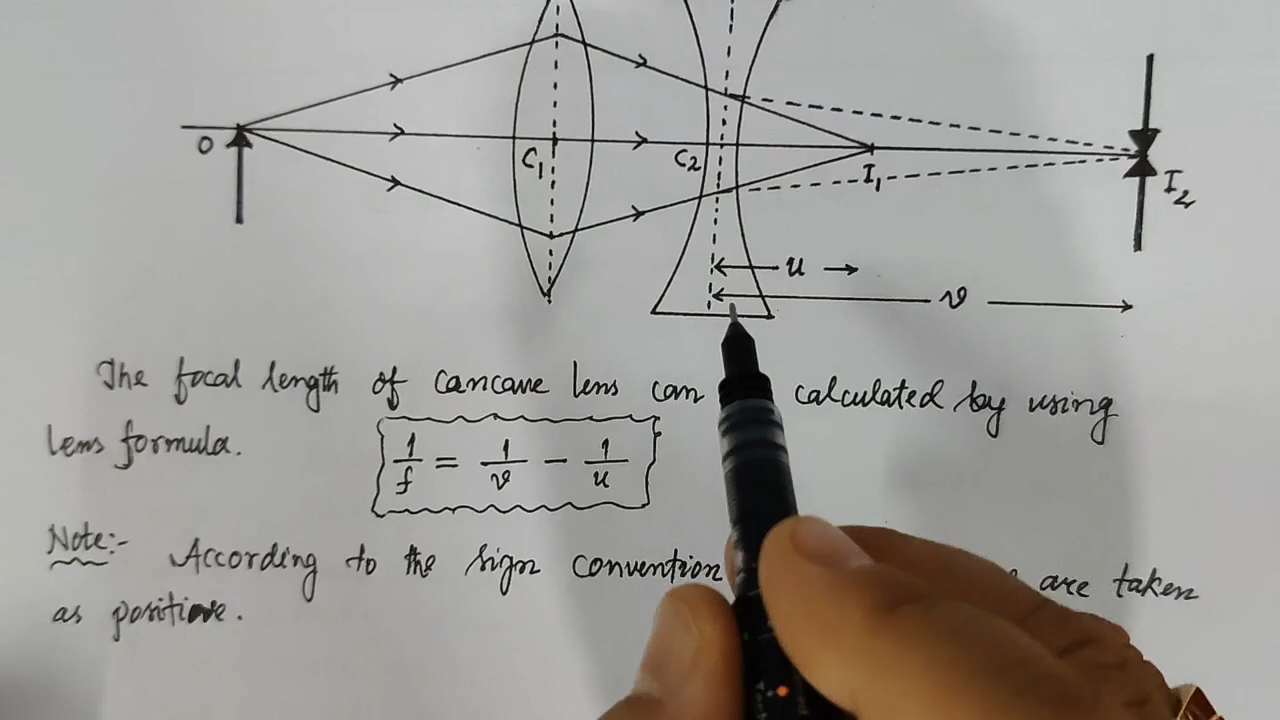 O
C₁
C₂
I₁
I₂
u
v
The focal length of cancave lens can calculated by using
lens formula.
1/f = 1/v - 1/u
Note:- According to the sign convention are taken
as positive.